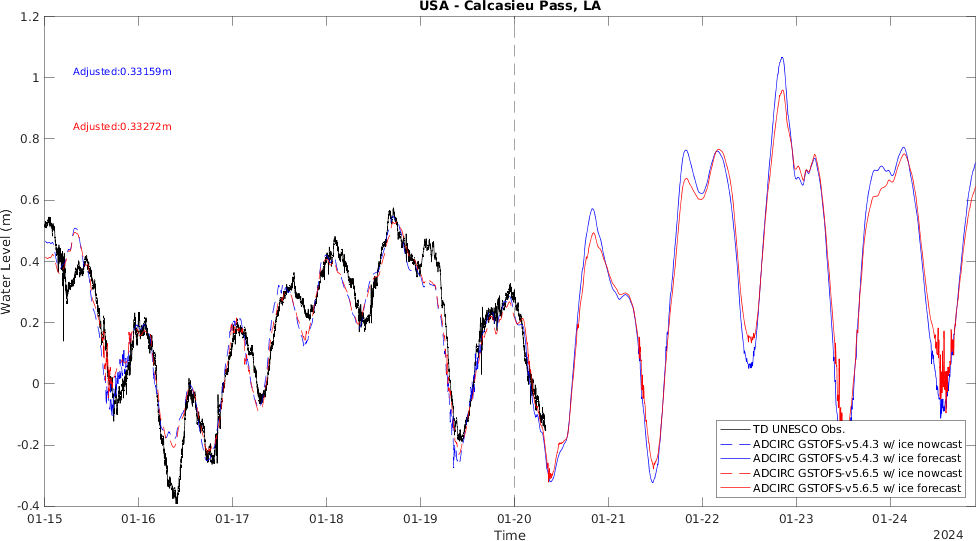 USA - Calcasieu Pass, LA
1.2
1
0.8
0.6
0.4
0.2
0
-0.2
-0.4
Water Level (m)
Adjusted:0.33159m
Adjusted:0.33272m
TD UNESCO Obs.
ADCIRC GSTOFS-v5.4.3 w/ ice nowcast
ADCIRC GSTOFS-v5.4.3 w/ ice forecast
ADCIRC GSTOFS-v5.6.5 w/ ice nowcast
ADCIRC GSTOFS-v5.6.5 w/ ice forecast
01-15 01-16 01-17 01-18 01-19 01-20 01-21 01-22 01-23 01-24
Time
2024